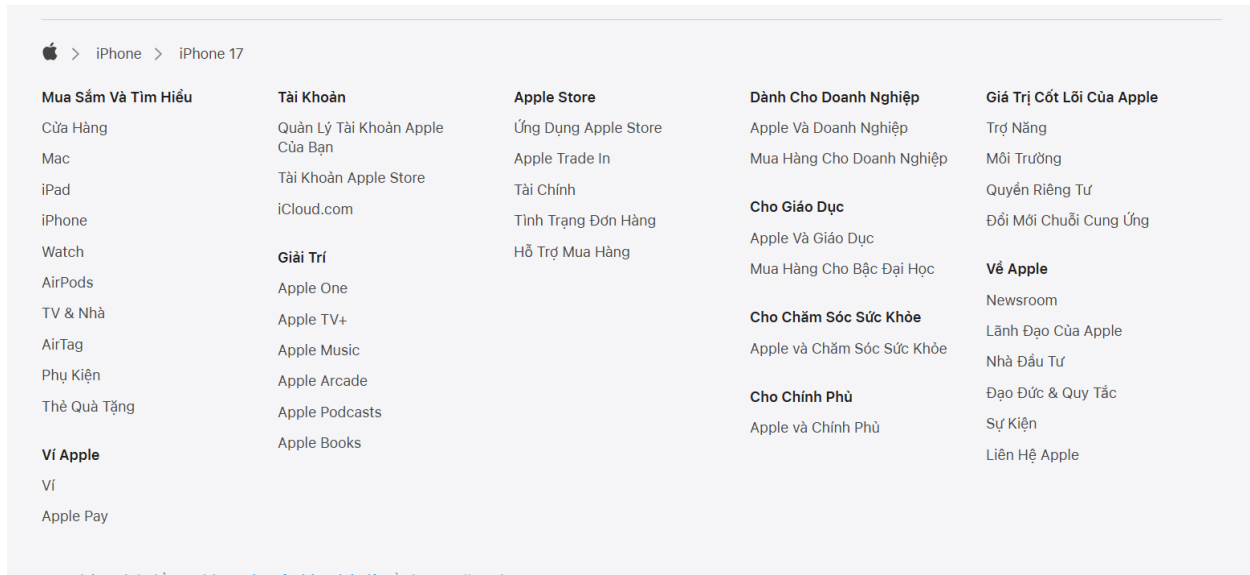 iPhone iPhone 17
Mua Sắm Và Tìm Hiểu
Cửa Hàng
Mac
iPad
iPhone
Watch
AirPods
TV & Nhà
AirTag
Phụ Kiện
Thẻ Quà Tặng
Ví Apple
Ví
Apple Pay
Tài Khoản
Quản Lý Tài Khoản Apple
Của Bạn
Tài Khoản Apple Store
iCloud.com
Giải Trí
Apple One
Apple TV+
Apple Music
Apple Arcade
Apple Podcasts
Apple Books
Apple Store
Ứng Dụng Apple Store
Apple Trade In
Tài Chính
Tình Trạng Đơn Hàng
Hỗ Trợ Mua Hàng
Dành Cho Doanh Nghiệp
Apple Và Doanh Nghiệp
Mua Hàng Cho Doanh Nghiệp
Cho Giáo Dục
Apple Và Giáo Dục
Mua Hàng Cho Bậc Đại Học
Cho Chăm Sóc Sức Khỏe
Apple và Chăm Sóc Sức Khỏe
Cho Chính Phủ
Apple và Chính Phủ
Giá Trị Cốt Lõi Của Apple
Trợ Năng
Môi Trường
Quyền Riêng Tư
Đổi Mới Chuỗi Cung Ứng
Về Apple
Newsroom
Lãnh Đạo Của Apple
Nhà Đầu Tư
Đạo Đức & Quy Tắc
Sự Kiện
Liên Hệ Apple